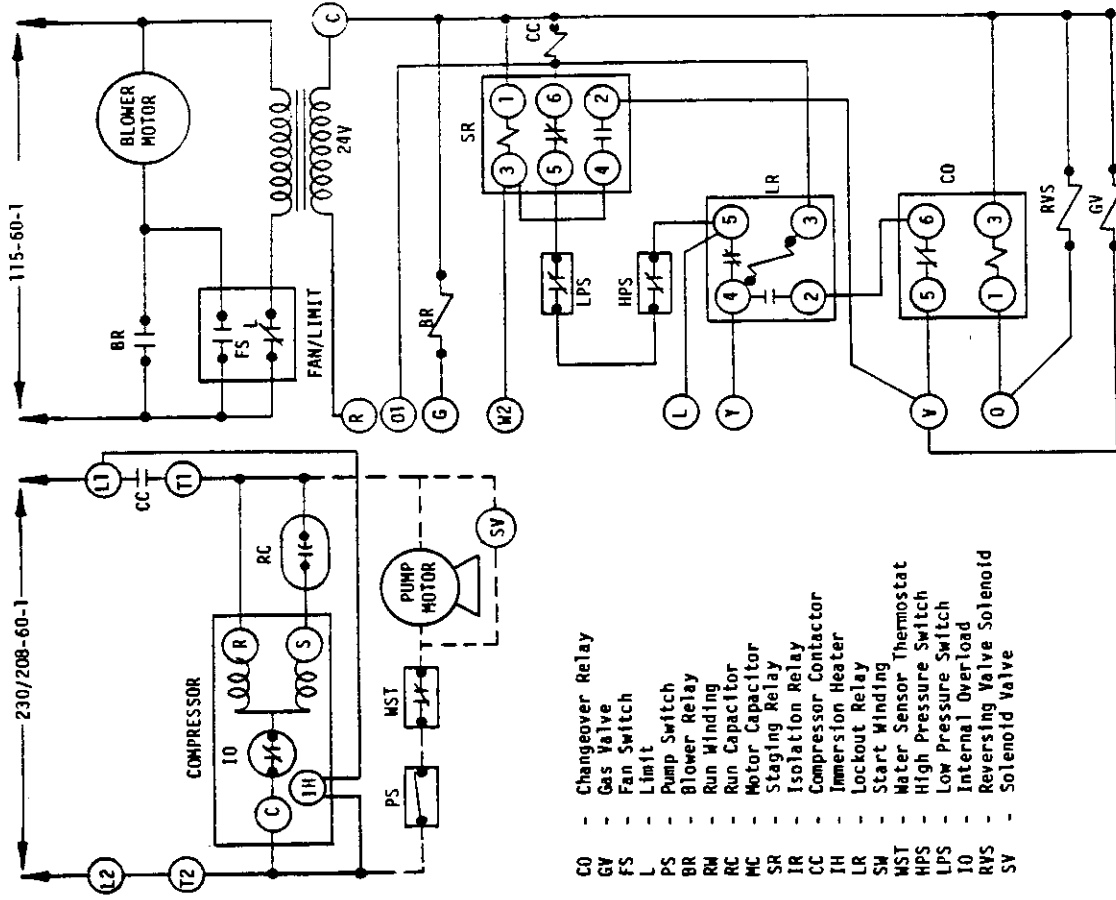 230/208-60-1
115-60-1
L1
CC
T1
L2
T2
COMPRESSOR
IO
C
R
S
IH
RC
PS
WST
PUMP
MOTOR
SV
BLOWER
MOTOR
BR
FS
L
FAN/LIMIT
24V
C
R
O1
G
BR
W2
SR
1
3
6
5
2
4
CC
LPS
HPS
L
Y
LR
5
4
3
2
CO
6
5
3
1
V
O
RVS
GV
CO - Changeover Relay
GV - Gas Valve
FS - Fan Switch
L - Limit
PS - Pump Switch
BR - Blower Relay
RW - Run Winding
RC - Run Capacitor
MC - Motor Capacitor
SR - Staging Relay
IR - Isolation Relay
CC - Compressor Contactor
IH - Immersion Heater
LR - Lockout Relay
SW - Start Winding
WST - Water Sensor Thermostat
HPS - High Pressure Switch
LPS - Low Pressure Switch
IO - Internal Overload
RVS - Reversing Valve Solenoid
SV - Solenoid Valve